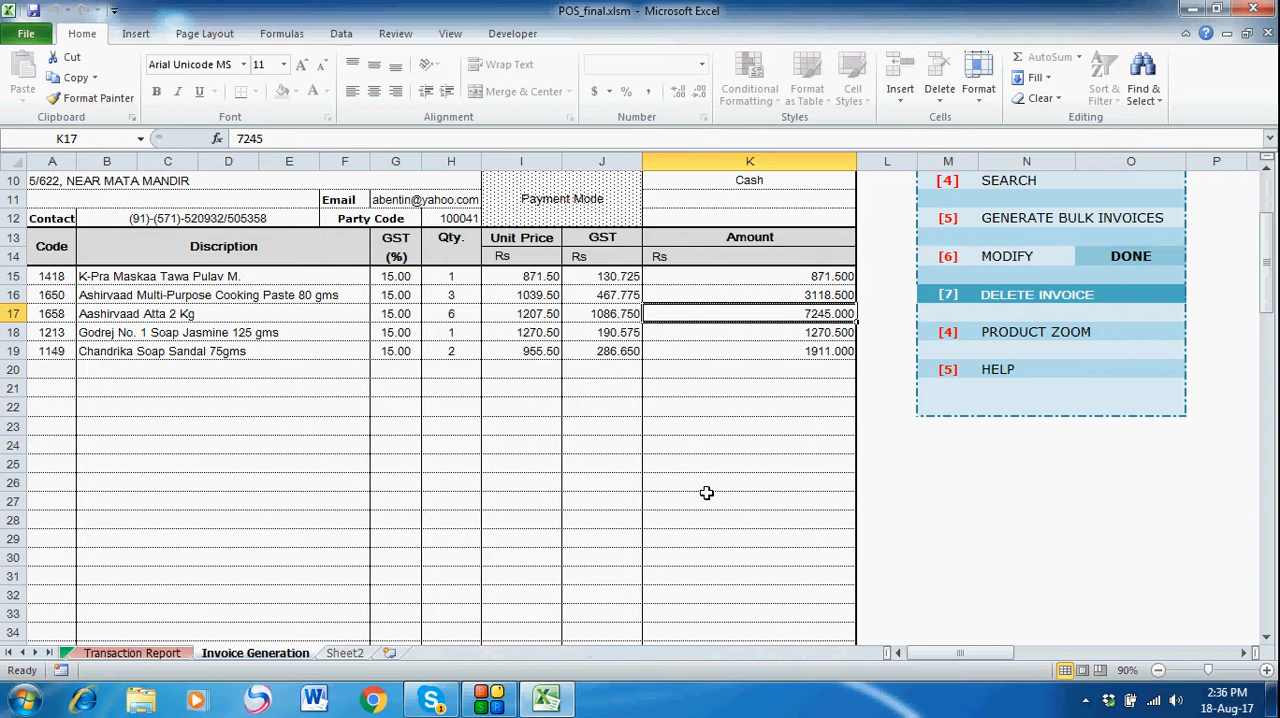 POS_final.xlsm - Microsoft Excel
File Home Insert Page Layout Formulas Data Review View Developer
Paste Cut Copy Format Painter Clipboard
Arial Unicode MS 11 Font
Wrap Text Merge & Center Alignment
$ % , Number
Conditional Formatting Format as Table Cell Styles Styles
Insert Delete Format Cells
Σ AutoSum Fill Clear Sort & Filter Find & Select Editing
K17 fx 7245
A B C D E F G H I J K L M N O P
10 5/622, NEAR MATA MANDIR Cash [4] SEARCH
11 Email abentin@yahoo.com Payment Mode
12 Contact (91)-(571)-520932/505358 Party Code 100041 [5] GENERATE BULK INVOICES
13 Code Discription GST Qty. Unit Price GST Amount
14 (%) Rs Rs Rs [6] MODIFY DONE
15 1418 K-Pra Maskaa Tawa Pulav M. 15.00 1 871.50 130.725 871.500
16 1650 Ashirvaad Multi-Purpose Cooking Paste 80 gms 15.00 3 1039.50 467.775 3118.500 [7] DELETE INVOICE
17 1658 Aashirvaad Atta 2 Kg 15.00 6 1207.50 1086.750 7245.000
18 1213 Godrej No. 1 Soap Jasmine 125 gms 15.00 1 1270.50 190.575 1270.500 [4] PRODUCT ZOOM
19 1149 Chandrika Soap Sandal 75gms 15.00 2 955.50 286.650 1911.000
20 [5] HELP
21
22
23
24
25
26
27
28
29
30
31
32
33
34
Transaction Report Invoice Generation Sheet2
Ready 90%
2:36 PM
18-Aug-17